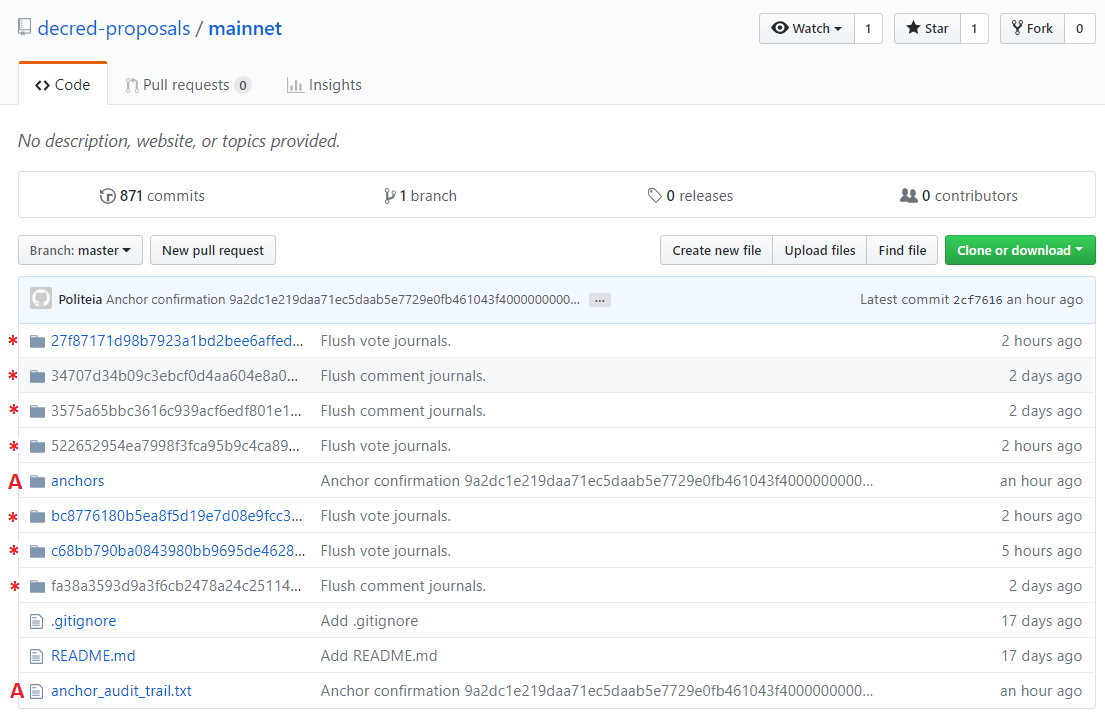 decred-proposals / mainnet
Watch 1 Star 1 Fork 0
Code Pull requests 0 Insights
No description, website, or topics provided.
871 commits 1 branch 0 releases 0 contributors
Branch: master New pull request Create new file Upload files Find file Clone or download
Politeia Anchor confirmation 9a2dc1e219daa71ec5daab5e7729e0fb461043f4000000000... ... Latest commit 2cf7616 an hour ago
* 27f87171d98b7923a1bd2bee6affed... Flush vote journals. 2 hours ago
* 34707d34b09c3ebcf0d4aa604e8a0... Flush comment journals. 2 days ago
* 3575a65bbc3616c939acf6edf801e1... Flush comment journals. 2 days ago
* 522652954ea7998f3fca95b9c4ca89... Flush vote journals. 2 hours ago
A anchors Anchor confirmation 9a2dc1e219daa71ec5daab5e7729e0fb461043f4000000000... an hour ago
* bc8776180b5ea8f5d19e7d08e9fcc3... Flush vote journals. 2 hours ago
* c68bb790ba0843980bb9695de4628... Flush vote journals. 5 hours ago
* fa38a3593d9a3f6cb2478a24c25114... Flush comment journals. 2 days ago
.gitignore Add .gitignore 17 days ago
README.md Add README.md 17 days ago
A anchor_audit_trail.txt Anchor confirmation 9a2dc1e219daa71ec5daab5e7729e0fb461043f4000000000... an hour ago